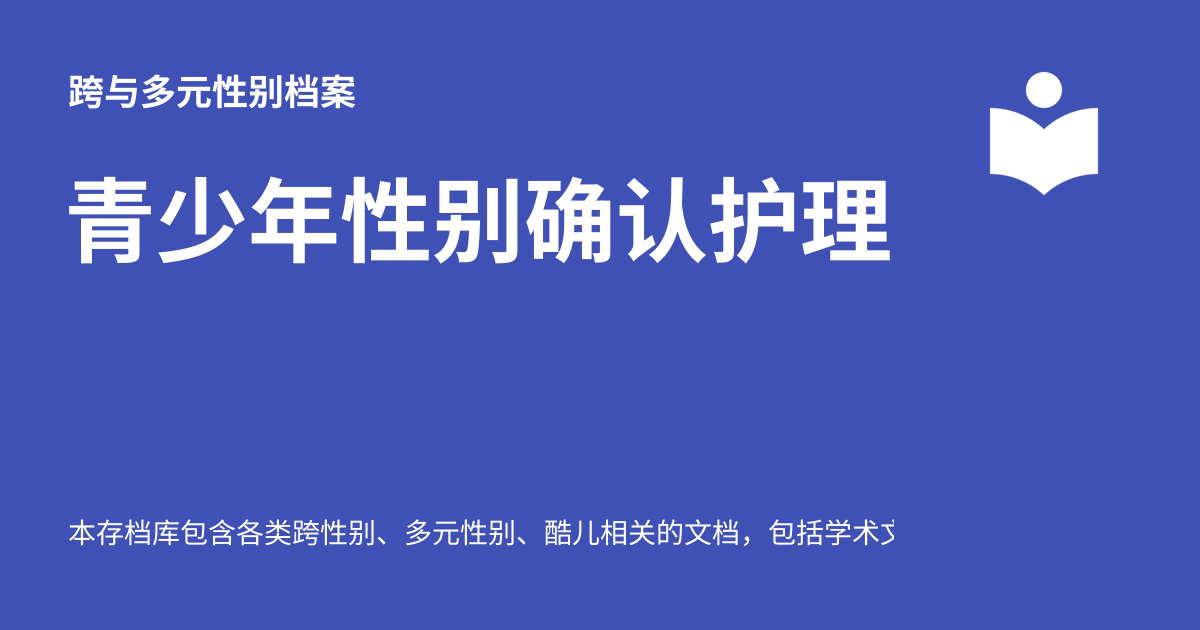 跨与多元性别档案
青少年性别确认护理
本存档库包含各类跨性别、多元性别、酷儿相关的文档，包括学术